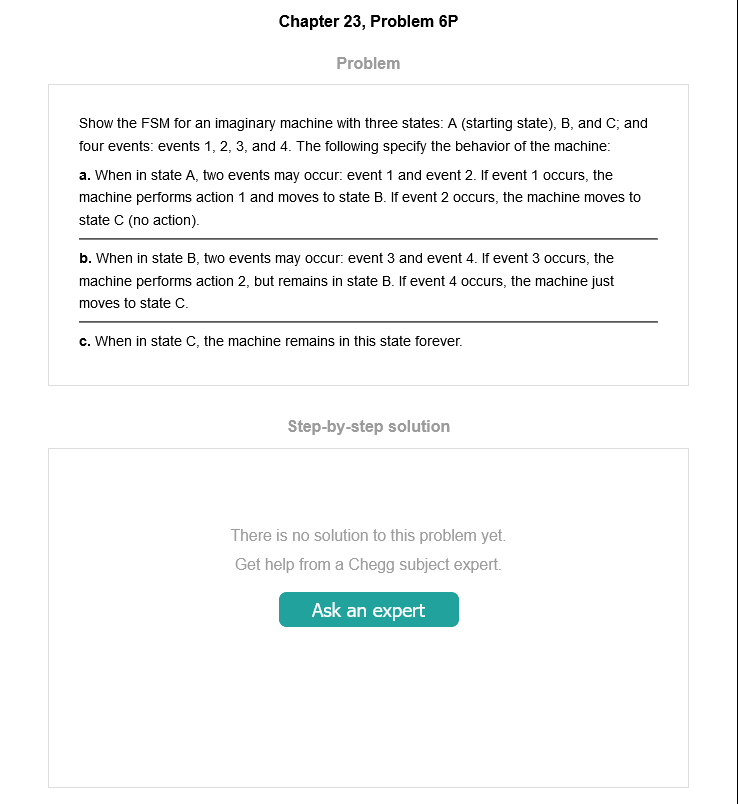 Chapter 23, Problem 6P
Problem
Show the FSM for an imaginary machine with three states: A (starting state), B, and C; and
four events: events 1, 2, 3, and 4. The following specify the behavior of the machine:
a. When in state A, two events may occur: event 1 and event 2. If event 1 occurs, the
machine performs action 1 and moves to state B. If event 2 occurs, the machine moves to
state C (no action).
b. When in state B, two events may occur: event 3 and event 4. If event 3 occurs, the
machine performs action 2, but remains in state B. If event 4 occurs, the machine just
moves to state C.
c. When in state C, the machine remains in this state forever.
Step-by-step solution
There is no solution to this problem yet.
Get help from a Chegg subject expert.
Ask an expert